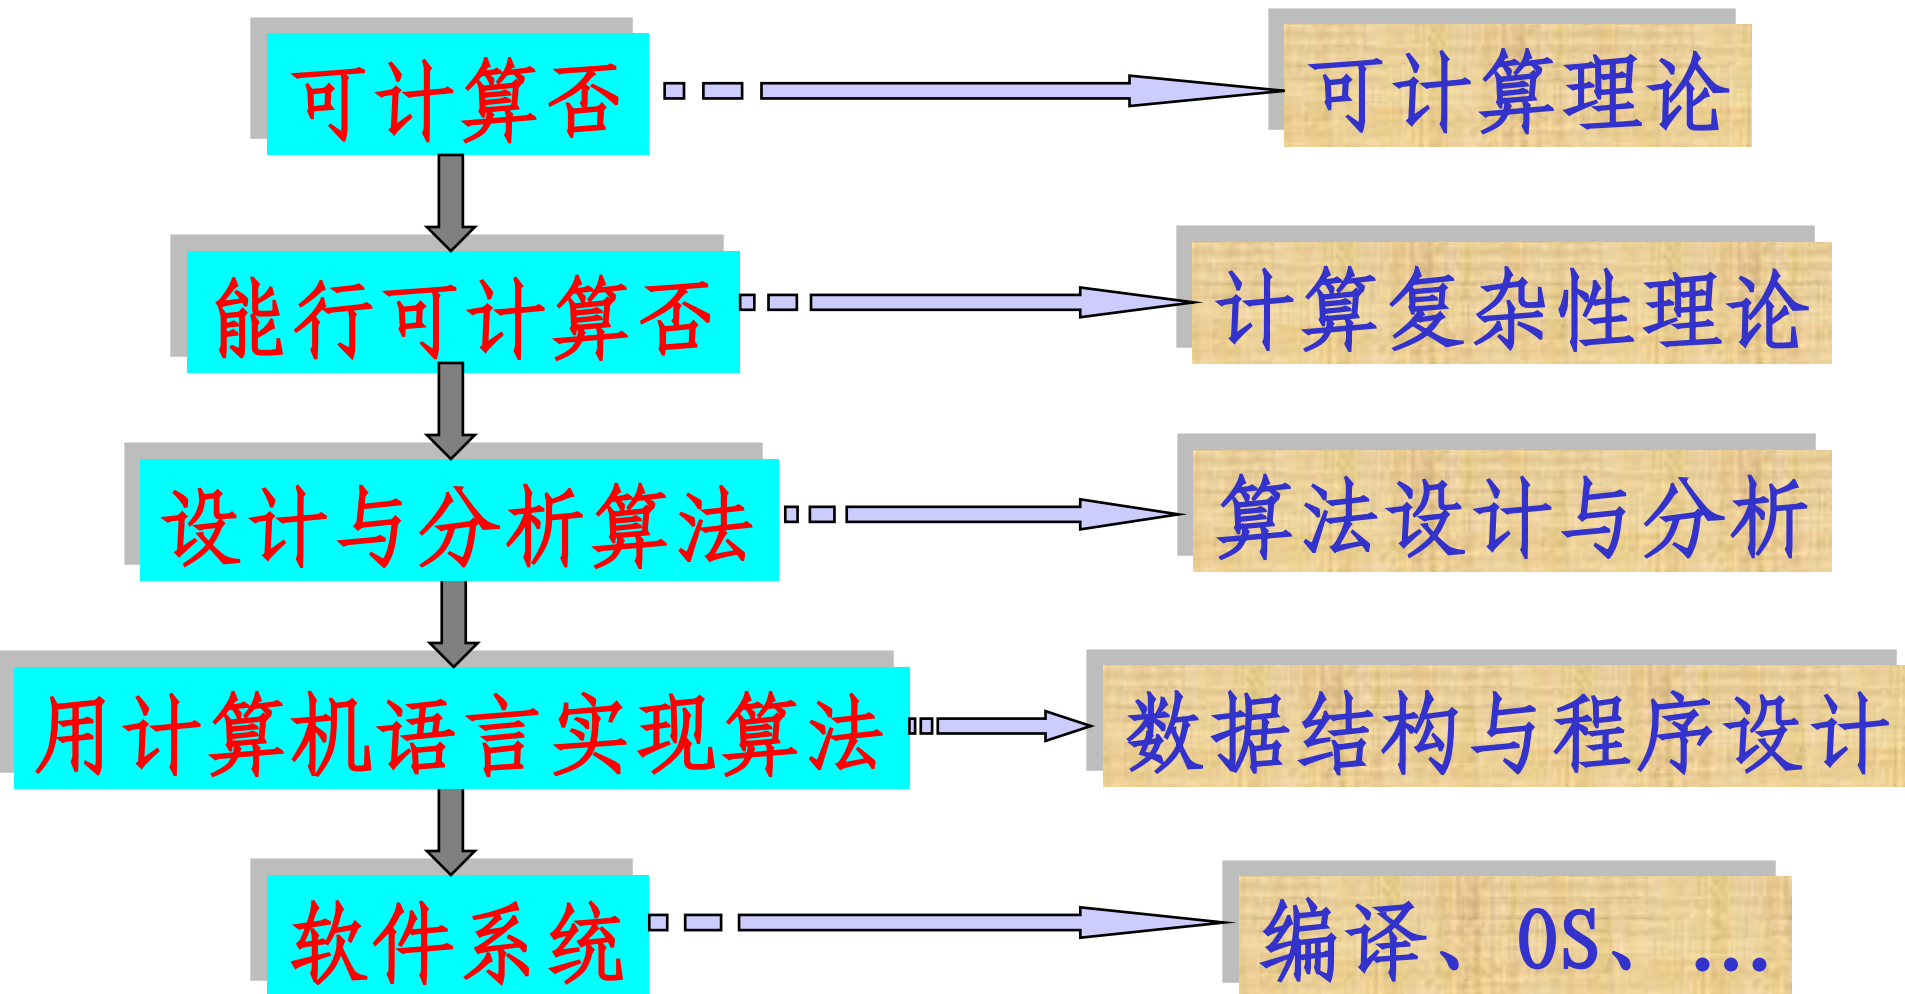 可计算否
可计算理论
能行可计算否
计算复杂性理论
设计与分析算法
算法设计与分析
用计算机语言实现算法
数据结构与程序设计
软件系统
编译、OS、…